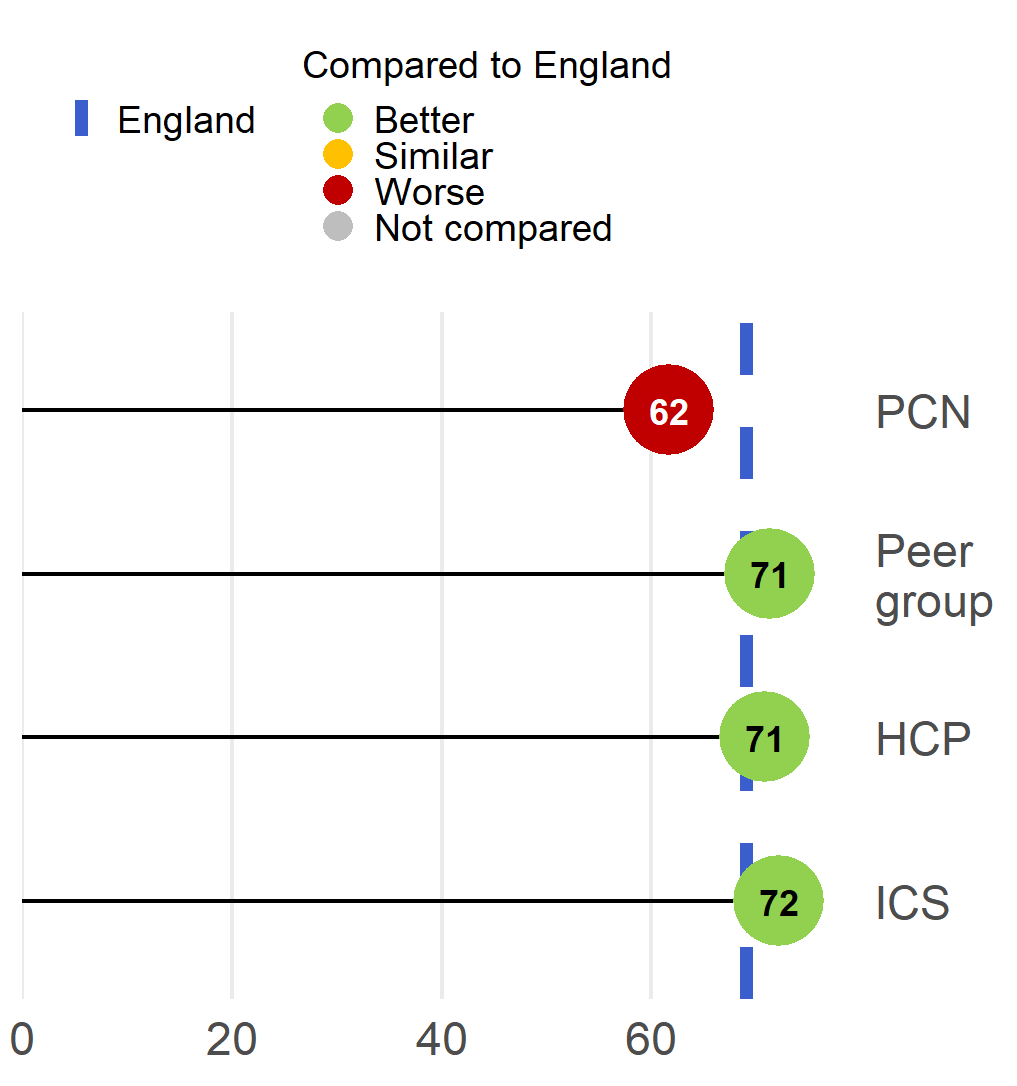 Compared to England
England
Better
Similar
Worse
Not compared
62
PCN
71
Peer
group
71
HCP
72
ICS
0 20 40 60